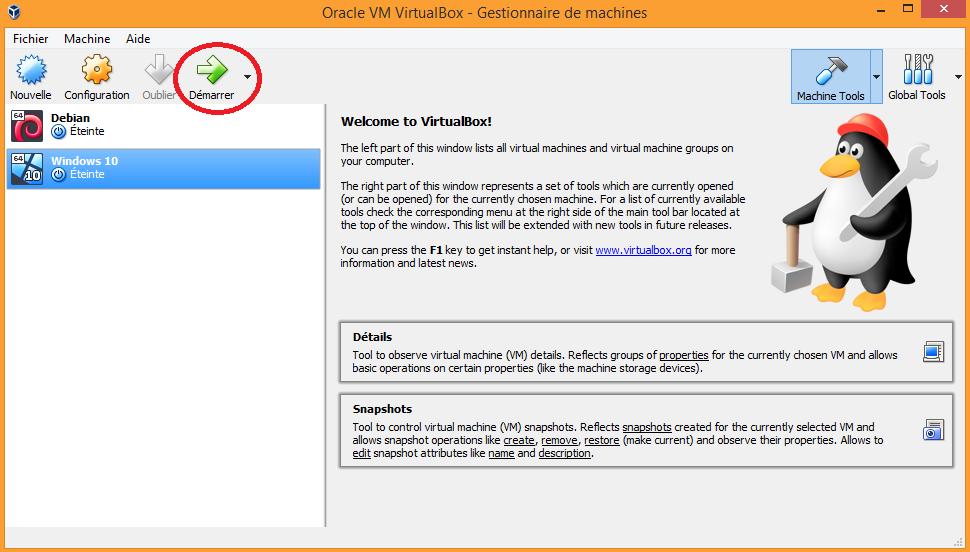 Oracle VM VirtualBox - Gestionnaire de machines
Fichier Machine Aide
Nouvelle Configuration Oublier Démarrer Machine Tools Global Tools
64 Debian
Éteinte
64 Windows 10
10 Éteinte
Welcome to VirtualBox!
The left part of this window lists all virtual machines and virtual machine groups on
your computer.
The right part of this window represents a set of tools which are currently opened
(or can be opened) for the currently chosen machine. For a list of currently available
tools check the corresponding menu at the right side of the main tool bar located at
the top of the window. This list will be extended with new tools in future releases.
You can press the F1 key to get instant help, or visit www.virtualbox.org for more
information and latest news.
Détails
Tool to observe virtual machine (VM) details. Reflects groups of properties for the currently chosen VM and allows
basic operations on certain properties (like the machine storage devices).
Snapshots
Tool to control virtual machine (VM) snapshots. Reflects snapshots created for the currently selected VM and
allows snapshot operations like create, remove, restore (make current) and observe their properties. Allows to
edit snapshot attributes like name and description.